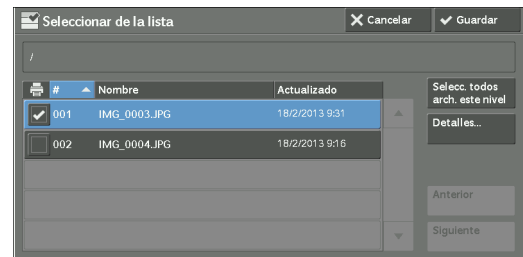 Seleccionar de la lista
Cancelar
Guardar
/
# Nombre Actualizado
001 IMG_0003.JPG 18/2/2013 9:31
002 IMG_0004.JPG 18/2/2013 9:16
Selecc. todos
arch. este nivel
Detalles...
Anterior
Siguiente